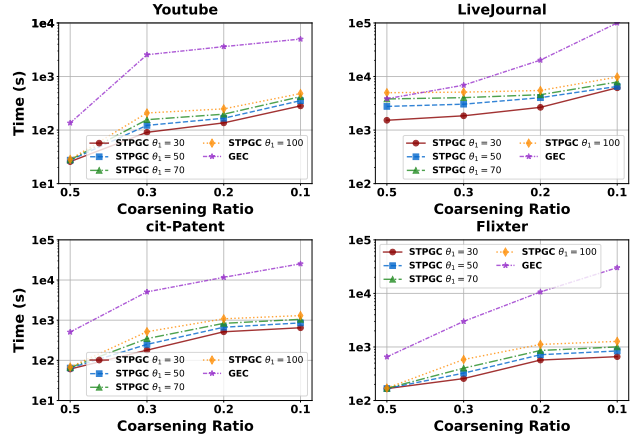 Youtube
1e4
1e3
1e2
1e1
Time (s)
STPGC θ₁ = 30
STPGC θ₁ = 50
STPGC θ₁ = 70
STPGC θ₁ = 100
GEC
0.5 0.3 0.2 0.1
Coarsening Ratio
LiveJournal
1e5
1e4
1e3
1e2
STPGC θ₁ = 30
STPGC θ₁ = 50
STPGC θ₁ = 70
STPGC θ₁ = 100
GEC
0.5 0.3 0.2 0.1
Coarsening Ratio
cit-Patent
1e5
1e4
1e3
1e2
1e1
Time (s)
STPGC θ₁ = 30
STPGC θ₁ = 50
STPGC θ₁ = 70
STPGC θ₁ = 100
GEC
0.5 0.3 0.2 0.1
Coarsening Ratio
Flixter
1e5
1e4
1e3
1e2
STPGC θ₁ = 30
STPGC θ₁ = 50
STPGC θ₁ = 70
STPGC θ₁ = 100
GEC
0.5 0.3 0.2 0.1
Coarsening Ratio